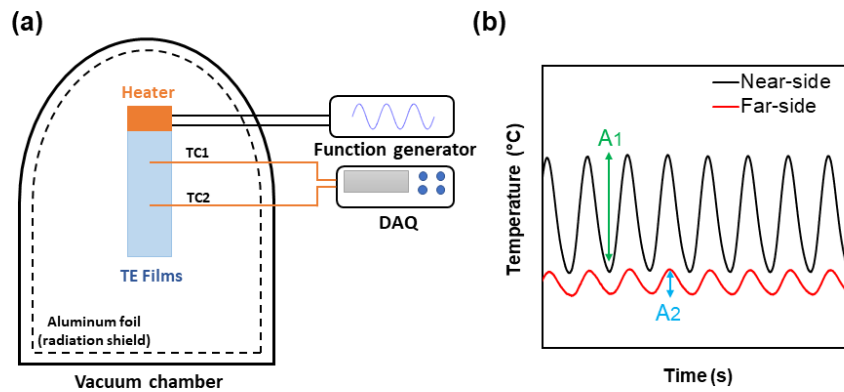 (a)
Heater
TC1
TC2
TE Films
Function generator
DAQ
Aluminum foil
(radiation shield)
Vacuum chamber
(b)
Near-side
Far-side
A1
A2
Temperature (°C)
Time (s)